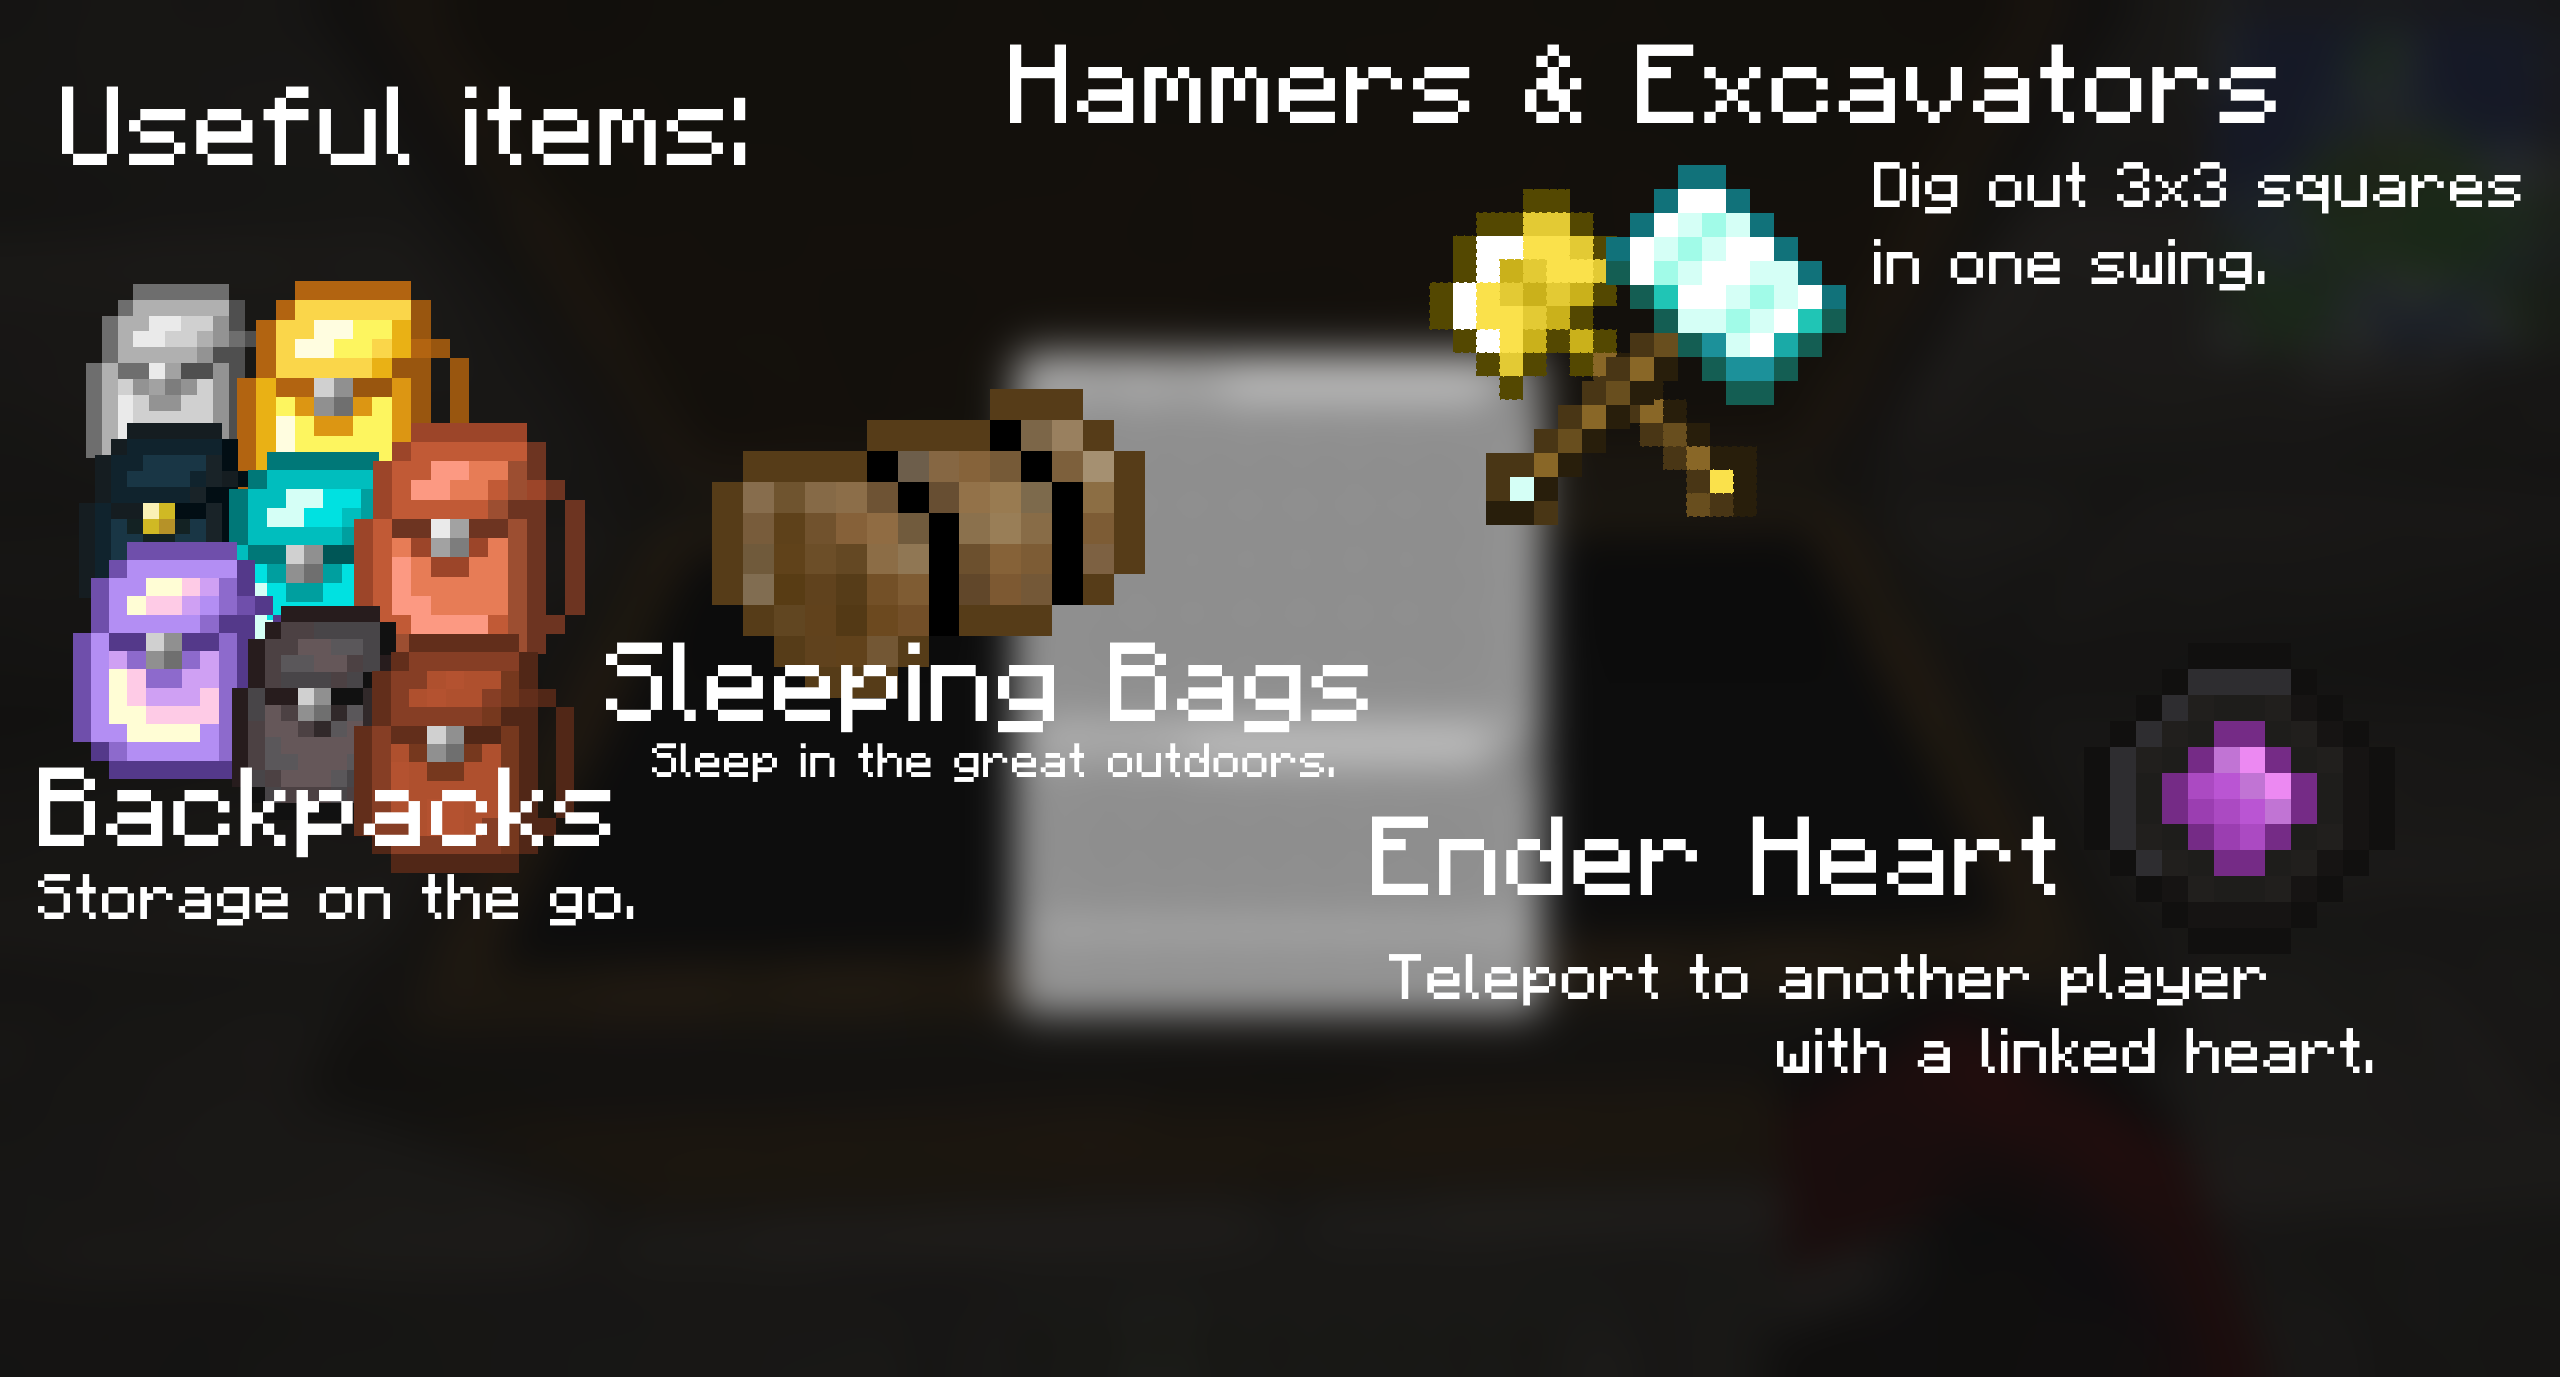 Useful items:
Hammers & Excavators
Dig out 3x3 squares
in one swing.
Sleeping Bags
Sleep in the great outdoors.
Backpacks
Storage on the go.
Ender Heart
Teleport to another player
with a linked heart.